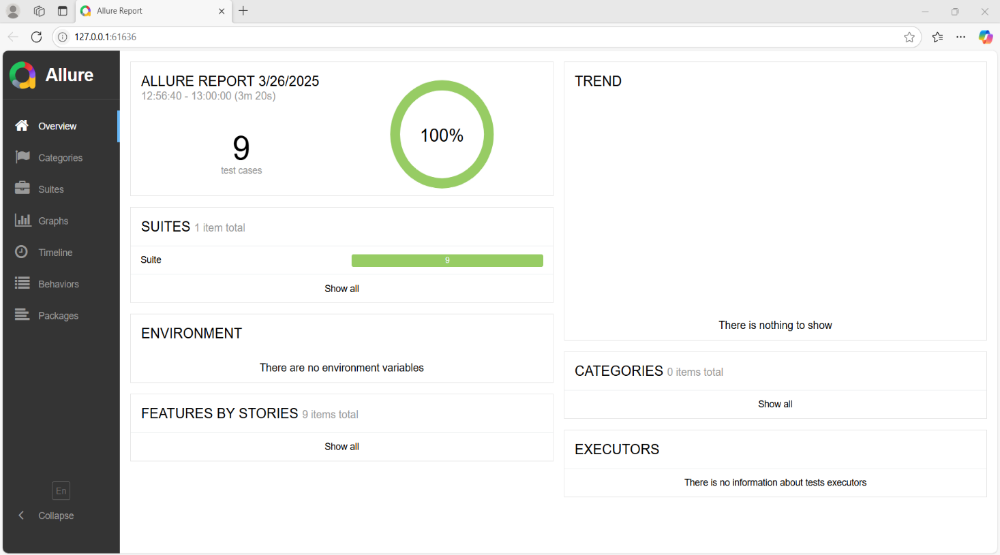 Allure Report
127.0.0.1:61636
Allure
Overview
Categories
Suites
Graphs
Timeline
Behaviors
Packages
En
Collapse
ALLURE REPORT 3/26/2025
12:56:40 - 13:00:00 (3m 20s)
9
test cases
100%
SUITES 1 item total
Suite 9
Show all
ENVIRONMENT
There are no environment variables
FEATURES BY STORIES 9 items total
Show all
TREND
There is nothing to show
CATEGORIES 0 items total
Show all
EXECUTORS
There is no information about tests executors